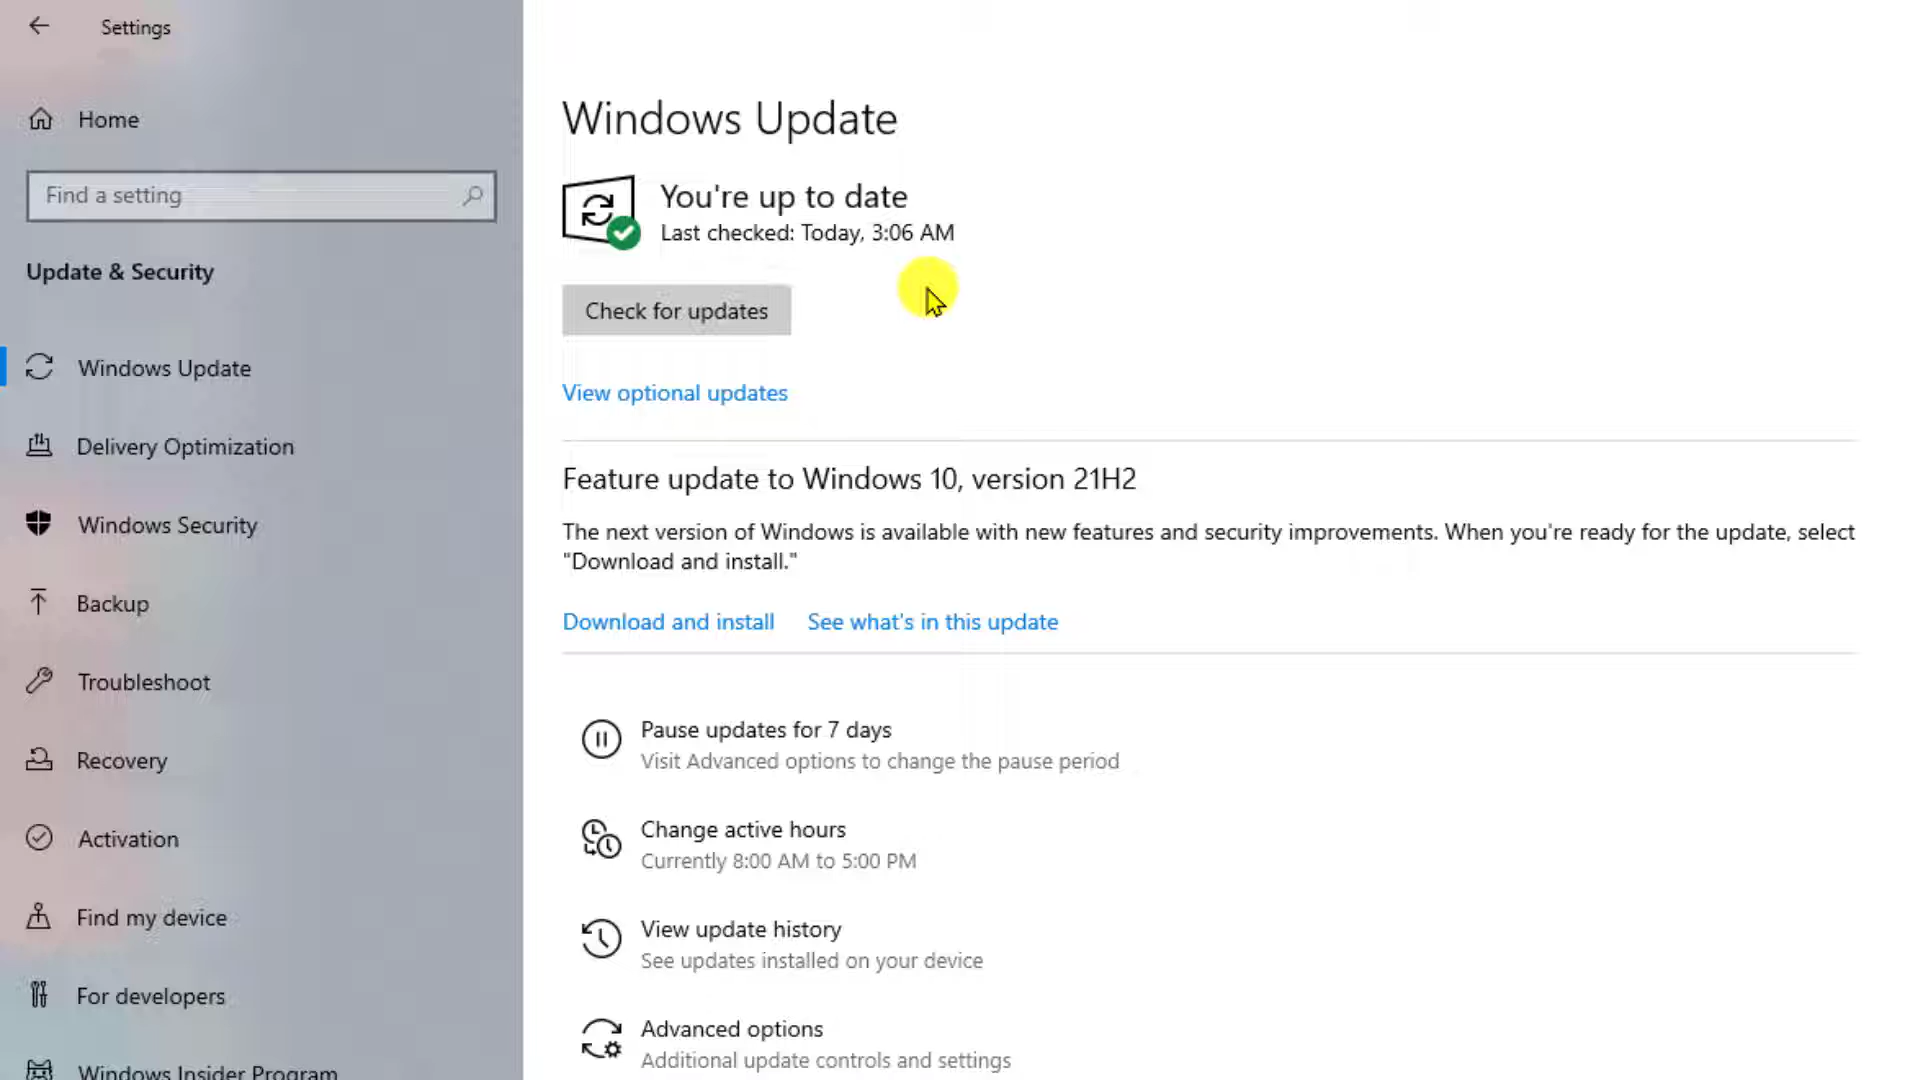 Settings
Home
Find a setting
Update & Security
Windows Update
Delivery Optimization
Windows Security
Backup
Troubleshoot
Recovery
Activation
Find my device
For developers
Windows Insider Program
Windows Update
You're up to date
Last checked: Today, 3:06 AM
Check for updates
View optional updates
Feature update to Windows 10, version 21H2
The next version of Windows is available with new features and security improvements. When you're ready for the update, select
"Download and install."
Download and install See what's in this update
Pause updates for 7 days
Visit Advanced options to change the pause period
Change active hours
Currently 8:00 AM to 5:00 PM
View update history
See updates installed on your device
Advanced options
Additional update controls and settings